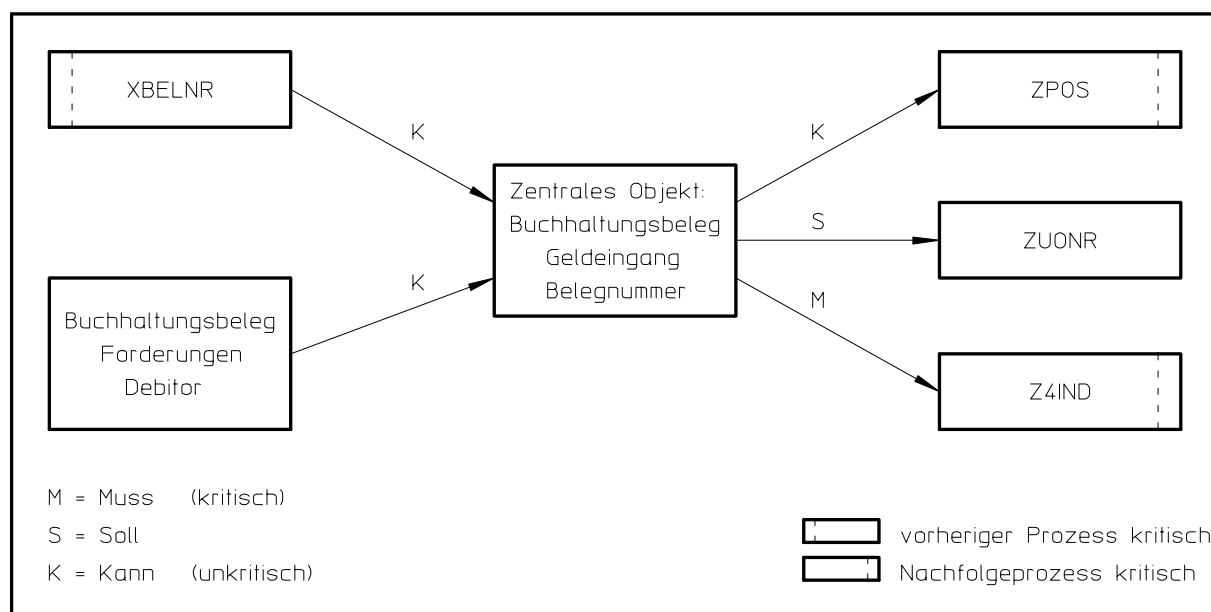 XBELNR
K
Buchhaltungsbeleg
Forderungen
Debitor
K
Zentrales Objekt:
Buchhaltungsbeleg
Geldeingang
Belegnummer
K
ZPOS
S
ZUONR
M
Z4IND
M = Muss (kritisch)
S = Soll
K = Kann (unkritisch)
vorheriger Prozess kritisch
Nachfolgeprozess kritisch